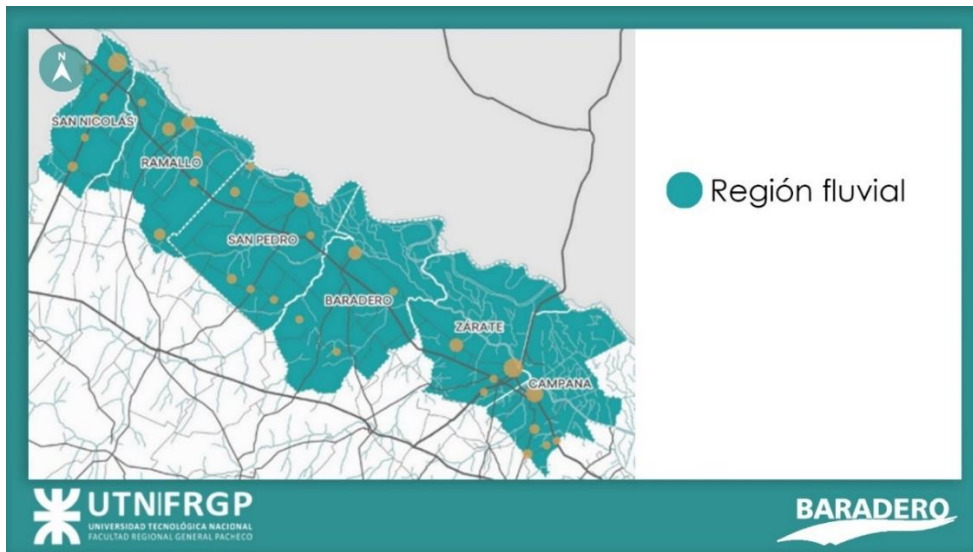 N
SAN NICOLÁS
RAMALLO
SAN PEDRO
BARADERO
ZÁRATE
CAMPANA
Región fluvial
UTN|FRGP
UNIVERSIDAD TECNOLÓGICA NACIONAL
FACULTAD REGIONAL GENERAL PACHECO
BARADERO